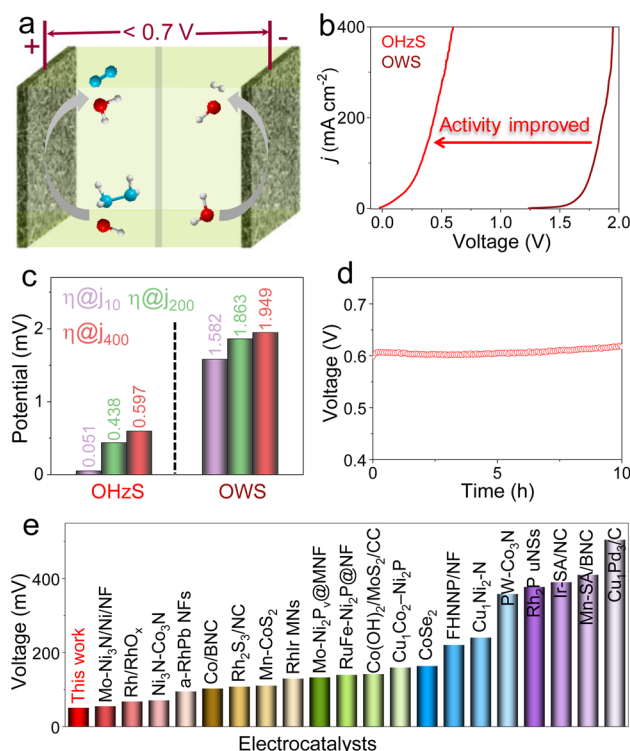 a
+
< 0.7 V
-
b
400
OHzS
OWS
Activity improved
200
0
j (mA cm⁻²)
0.0 0.5 1.0 1.5 2.0
Voltage (V)
c
η@j₁₀ η@j₂₀₀
η@j₄₀₀
2
1
0
Potential (mV)
0.051
0.438
0.597
1.582
1.863
1.949
OHzS
OWS
d
0.7
0.6
0.5
0.4
Voltage (V)
0 5 10
Time (h)
e
400
200
0
Voltage (mV)
This work
Mo-Ni₃N/Ni/NF
Rh/RhOₓ
Ni₃N-Co₃N
a-RhPb NFs
Co/BNC
Rh₂S₃/NC
Mn-CoS₂
RhIr MNs
Mo-Ni₂Pᵥ@MNF
RuFe-Ni₂P@NF
Co(OH)₂/MoS₂/CC
Cu₁Co₂–Ni₂P
CoSe₂
FHNNP/NF
Cu₁Ni₂-N
PW-Co₃N
Rh₂P uNSs
Ir-SA/NC
Mn-SA/BNC
Cu₁Pd₃/C
Electrocatalysts